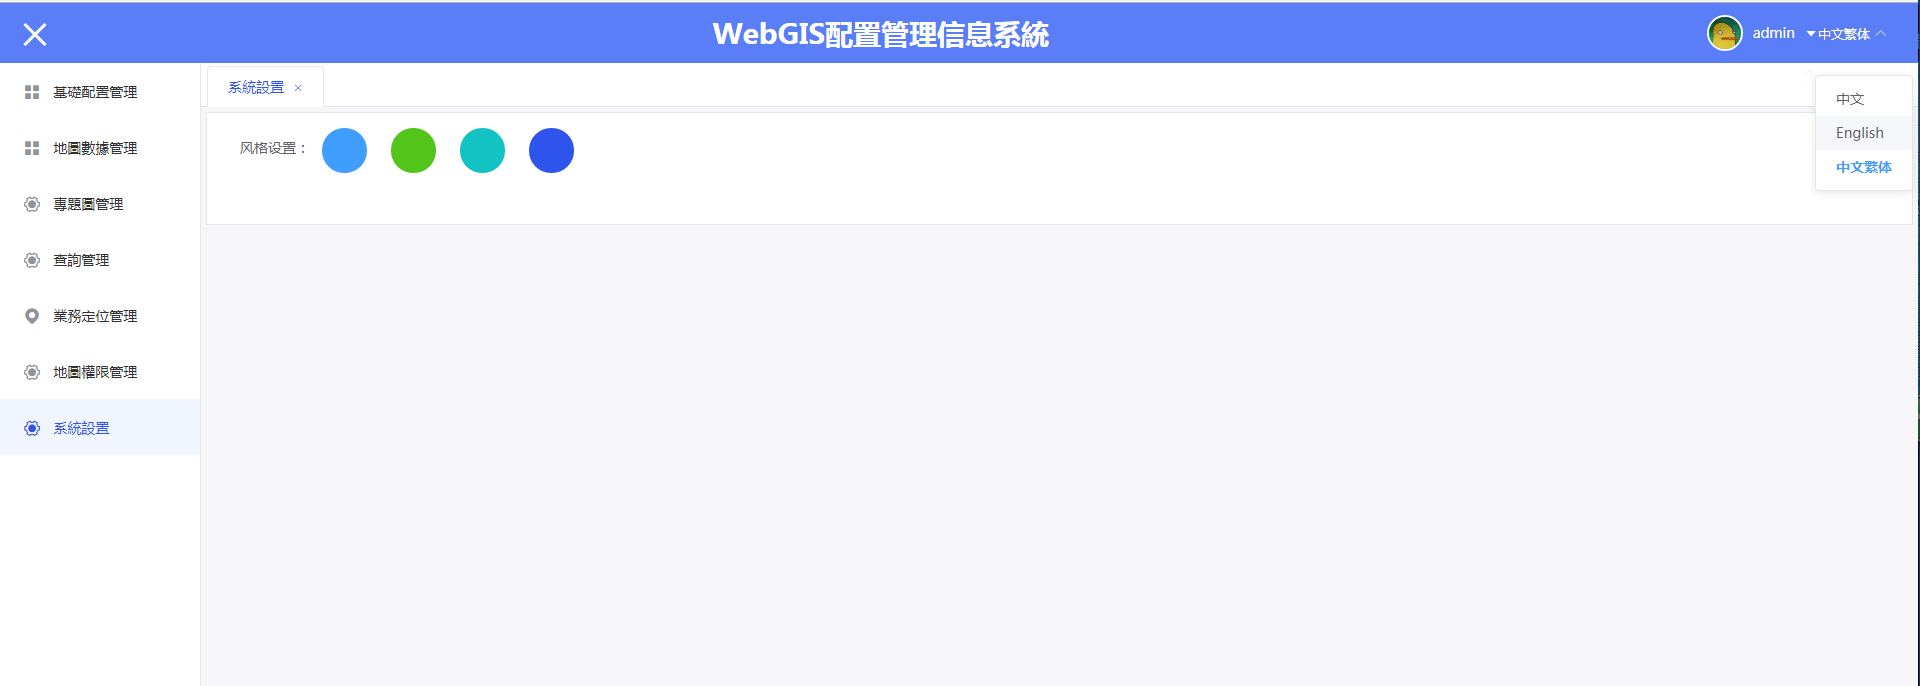 WebGIS配置管理信息系統
admin
中文繁体
基礎配置管理
地圖數據管理
專題圖管理
查詢管理
業務定位管理
地圖權限管理
系統設置
系統設置
风格设置：
中文
English
中文繁体